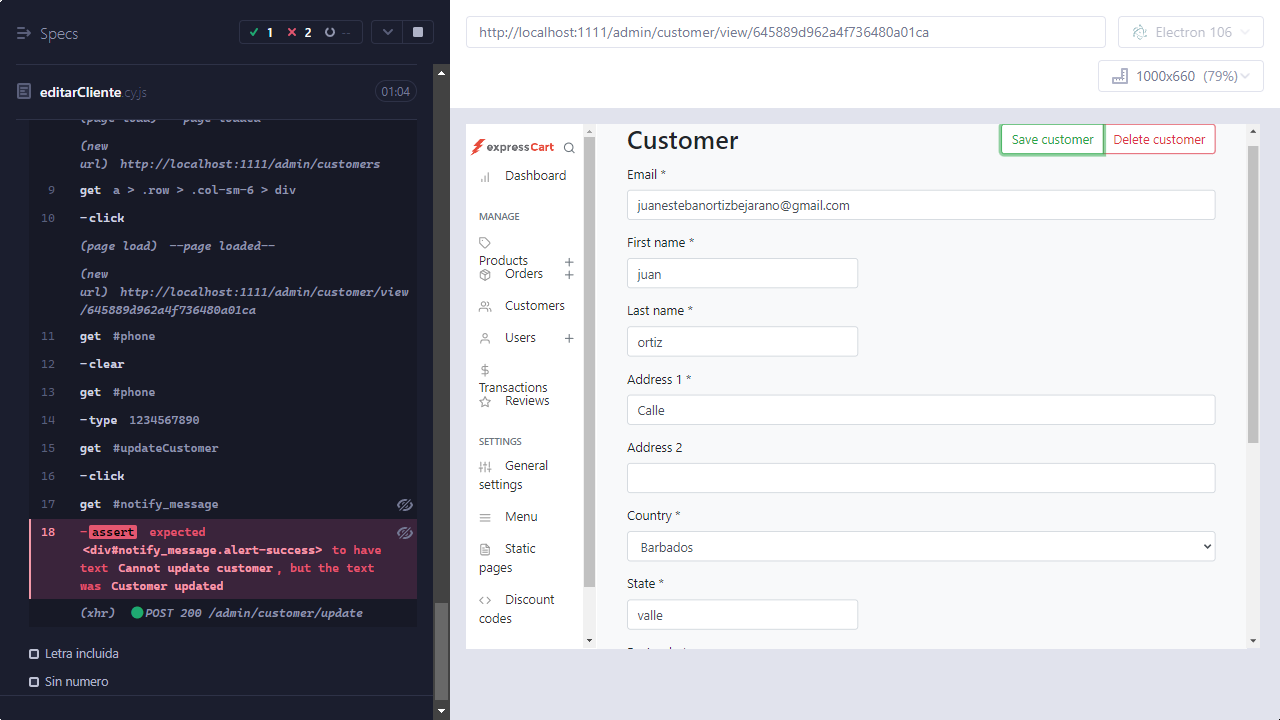 Specs
1
2
--
editarCliente.cy.js
01:04
(page load) --page loaded--
(new
url) http://localhost:1111/admin/customers
9 get a > .row > .col-sm-6 > div
10 -click
(page load) --page loaded--
(new
url) http://localhost:1111/admin/customer/view
/645889d962a4f736480a01ca
11 get #phone
12 -clear
13 get #phone
14 -type 1234567890
15 get #updateCustomer
16 -click
17 get #notify_message
18 -assert expected
<div#notify_message.alert-success> to have
text Cannot update customer, but the text
was Customer updated
(xhr) POST 200 /admin/customer/update
Letra incluida
Sin numero
http://localhost:1111/admin/customer/view/645889d962a4f736480a01ca
Electron 106
1000x660 (79%)
expressCart
Dashboard
MANAGE
Products
Orders
Customers
Users
Transactions
Reviews
SETTINGS
General
settings
Menu
Static
pages
Discount
codes
Customer
Save customer
Delete customer
Email *
juanestebanortizbejarano@gmail.com
First name *
juan
Last name *
ortiz
Address 1 *
Calle
Address 2
Country *
Barbados
State *
valle